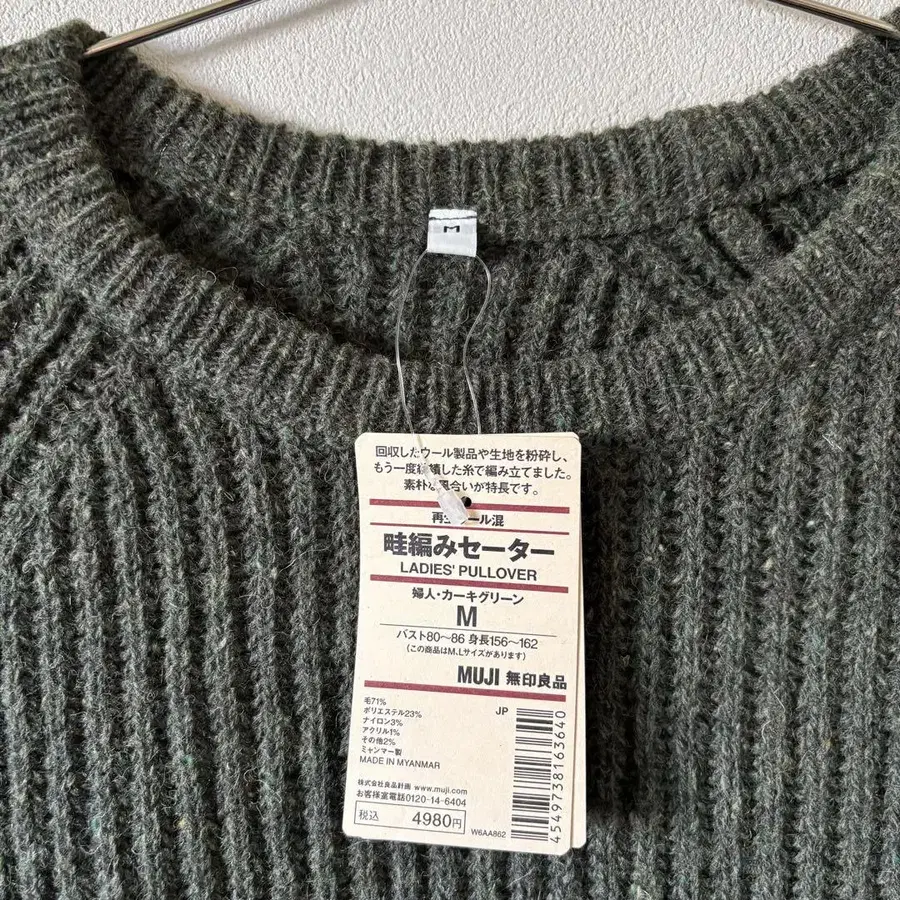 M
回収したウール製品や生地を粉砕し、
もう一度紡績した糸で編み立てました。
素朴な風合いが特長です。
再生ウール混
畦編みセーター
LADIES' PULLOVER
婦人・カーキグリーン
M
バスト80〜86 身長156〜162
(この商品はM.Lサイズがあります)
MUJI 無印良品
毛71%
ポリエステル23%
ナイロン3%
アクリル1%
その他2%
ミャンマー製
MADE IN MYANMAR
JP
株式会社良品計画 www.muji.com
お客様室電話0120-14-6404
税込 4980円
W6AA862
4549738163640